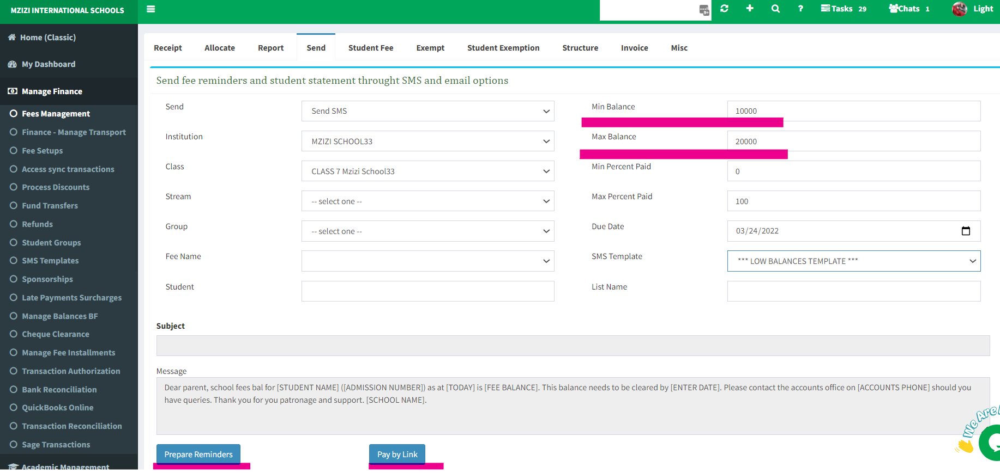 MZIZI INTERNATIONAL SCHOOLS
Tasks 29
Chats 1
Light
Home (Classic)
My Dashboard
Manage Finance
Fees Management
Finance - Manage Transport
Fee Setups
Access sync transactions
Process Discounts
Fund Transfers
Refunds
Student Groups
SMS Templates
Sponsorships
Late Payments Surcharges
Manage Balances BF
Cheque Clearance
Manage Fee Installments
Transaction Authorization
Bank Reconciliation
QuickBooks Online
Transaction Reconciliation
Sage Transactions
Academic Management
Receipt Allocate Report Send Student Fee Exempt Student Exemption Structure Invoice Misc
Send fee reminders and student statement throught SMS and email options
Send Send SMS
Institution MZIZI SCHOOL33
Class CLASS 7 Mzizi School33
Stream -- select one --
Group -- select one --
Fee Name
Student
Min Balance 10000
Max Balance 20000
Min Percent Paid 0
Max Percent Paid 100
Due Date 03/24/2022
SMS Template *** LOW BALANCES TEMPLATE ***
List Name
Subject
Message
Dear parent, school fees bal for [STUDENT NAME] ([ADMISSION NUMBER]) as at [TODAY] is [FEE BALANCE]. This balance needs to be cleared by [ENTER DATE]. Please contact the accounts office on [ACCOUNTS PHONE] should you
have queries. Thank you for you patronage and support. [SCHOOL NAME].
Prepare Reminders Pay by Link
We Are